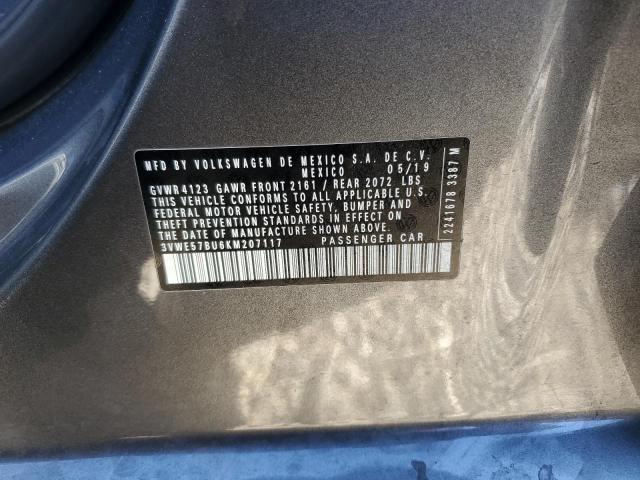 MFD BY VOLKSWAGEN DE MEXICO S.A. DE C.V.
MEXICO 05/19
GVWR 4123 GAWR FRONT 2161 / REAR 2072 LBS
THIS VEHICLE CONFORMS TO ALL APPLICABLE U.S.
FEDERAL MOTOR VEHICLE SAFETY, BUMPER AND
THEFT PREVENTION STANDARDS IN EFFECT ON
THE DATE OF MANUFACTURE SHOWN ABOVE.
3VWE57BU6KM207117 PASSENGER CAR
2241678 3387 M